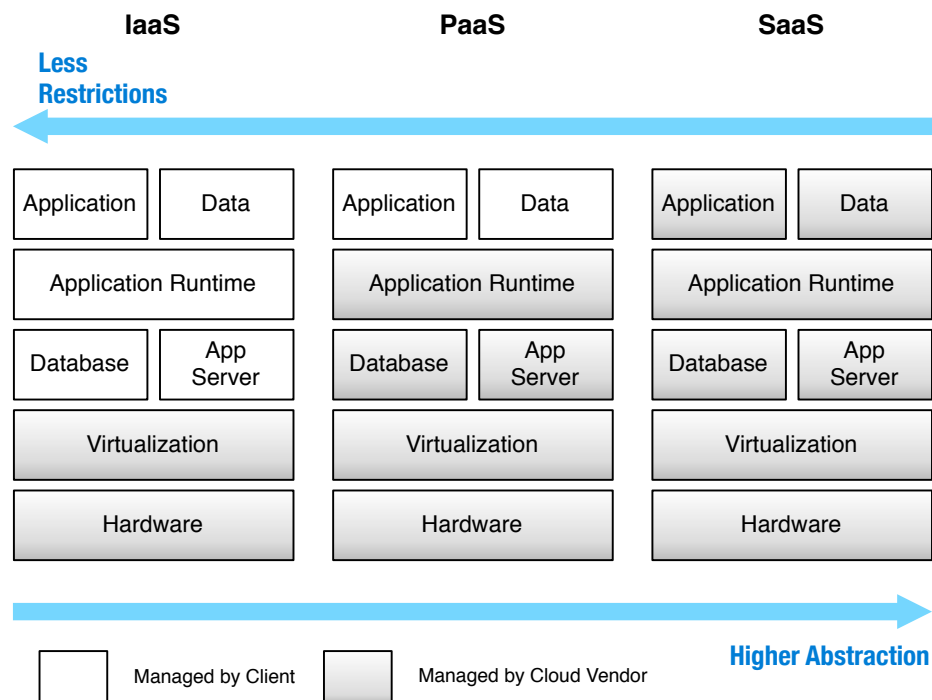 IaaS
PaaS
SaaS
Less
Restrictions
Application
Data
Application
Data
Application
Data
Application Runtime
Application Runtime
Application Runtime
Database
App
Server
Database
App
Server
Database
App
Server
Virtualization
Virtualization
Virtualization
Hardware
Hardware
Hardware
Higher Abstraction
Managed by Client
Managed by Cloud Vendor